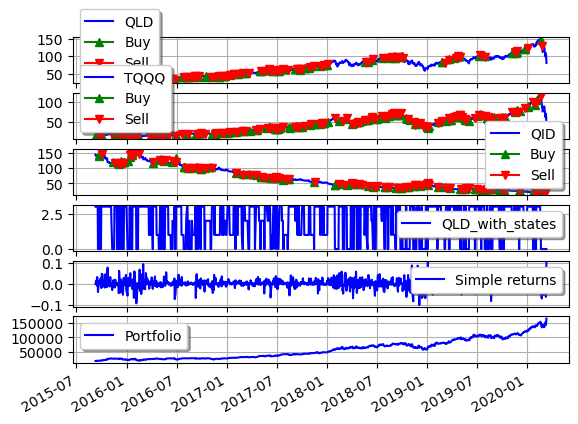 QLD
Buy
Sell
150
100
50
TQQQ
Buy
Sell
100
50
QID
Buy
Sell
150
100
50
QLD_with_states
2.5
0.0
Simple returns
0.1
0.0
−0.1
Portfolio
150000
100000
50000
2015-07
2016-01
2016-07
2017-01
2017-07
2018-01
2018-07
2019-01
2019-07
2020-01